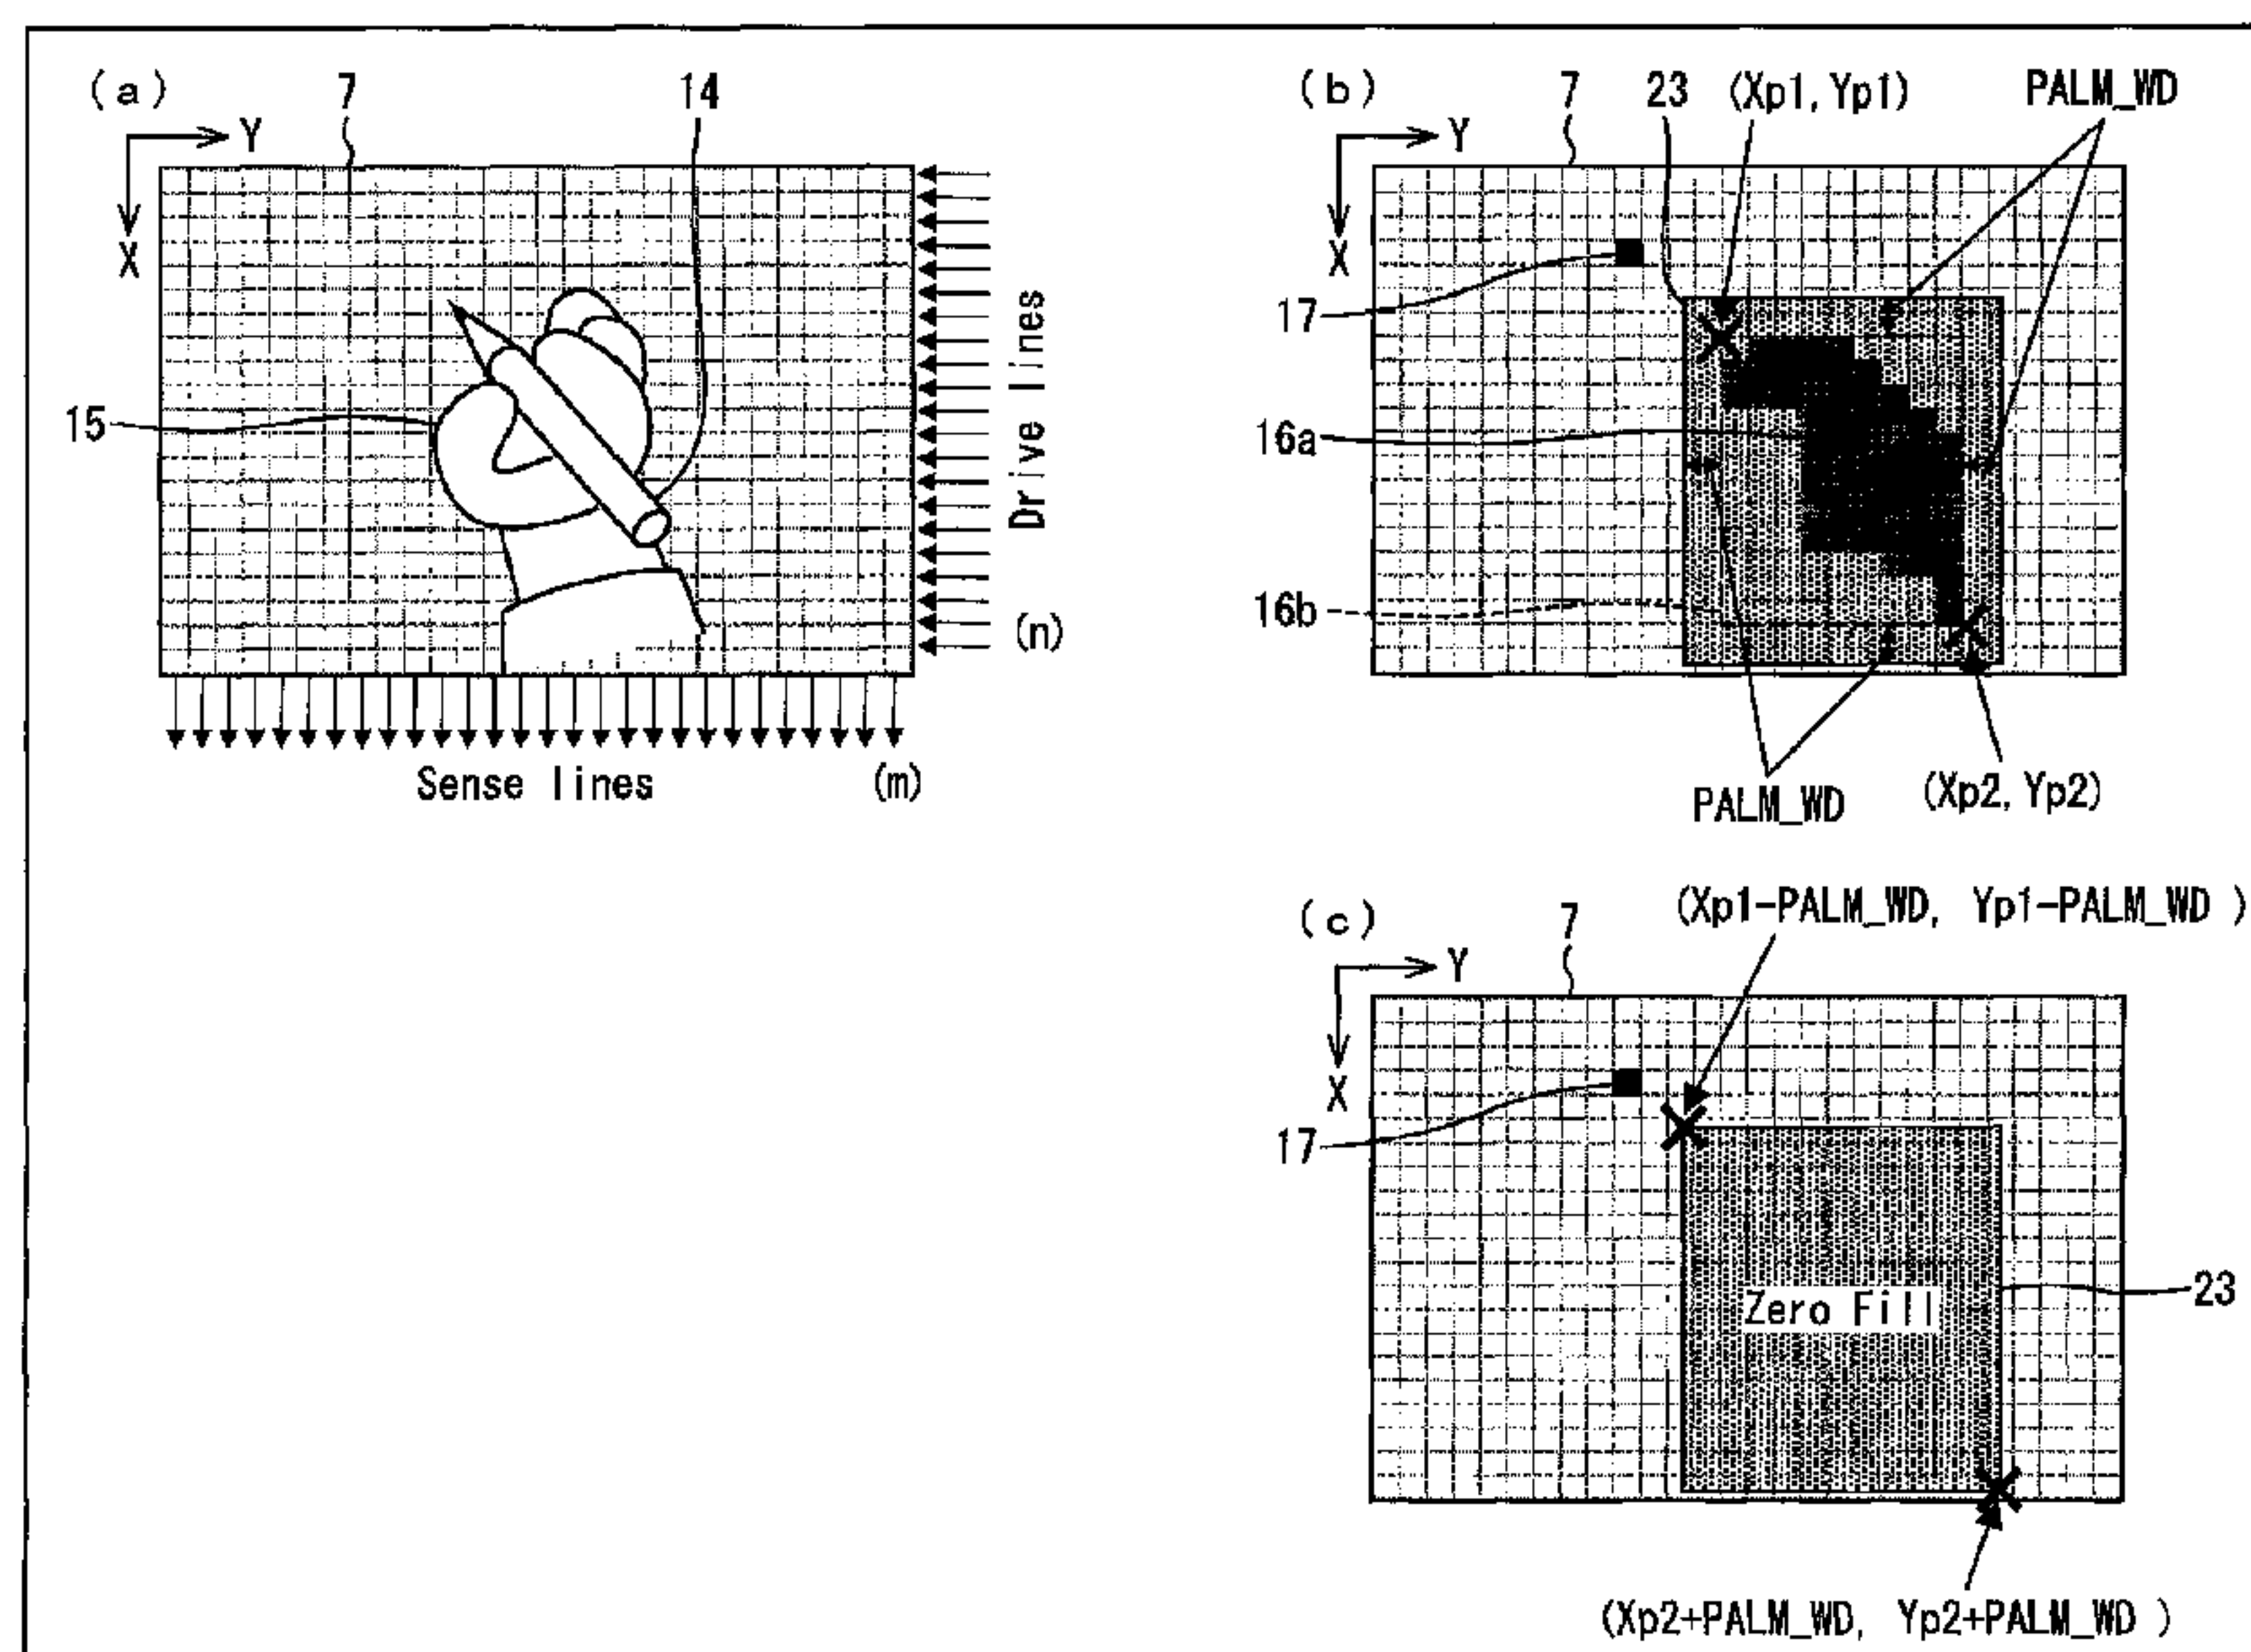 (a)
7
14
Y
X
15
Drive lines
(n)
Sense lines
(m)
(b)
7
23
(Xp1,Yp1)
PALM_WD
Y
X
17
16a
16b
PALM_WD
(Xp2,Yp2)
(c)
7
(Xp1-PALM_WD, Yp1-PALM_WD )
Y
X
17
Zero Fill
23
(Xp2+PALM_WD, Yp2+PALM_WD )